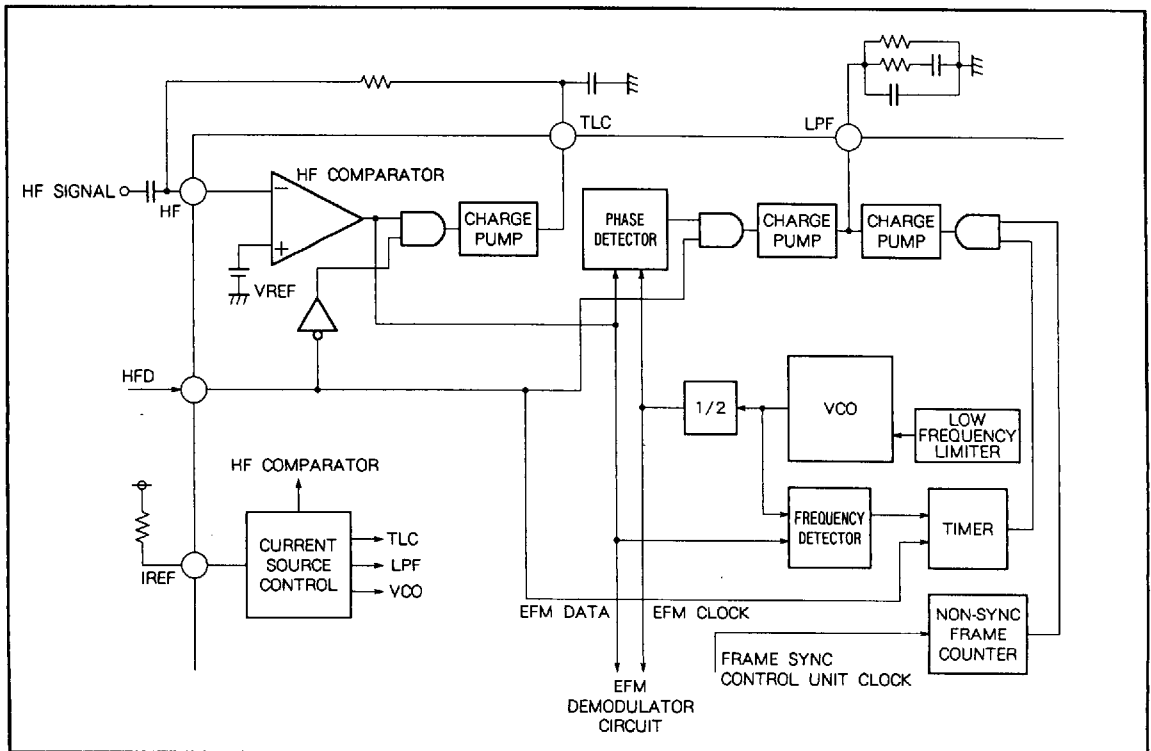 TLC
LPF
HF SIGNAL
HF
HF COMPARATOR
−
+
VREF
CHARGE
PUMP
PHASE
DETECTOR
CHARGE
PUMP
CHARGE
PUMP
HFD
1/2
VCO
LOW
FREQUENCY
LIMITER
HF COMPARATOR
IREF
CURRENT
SOURCE
CONTROL
TLC
LPF
VCO
FREQUENCY
DETECTOR
TIMER
EFM DATA
EFM CLOCK
NON-SYNC
FRAME
COUNTER
FRAME SYNC
CONTROL UNIT CLOCK
EFM
DEMODULATOR
CIRCUIT